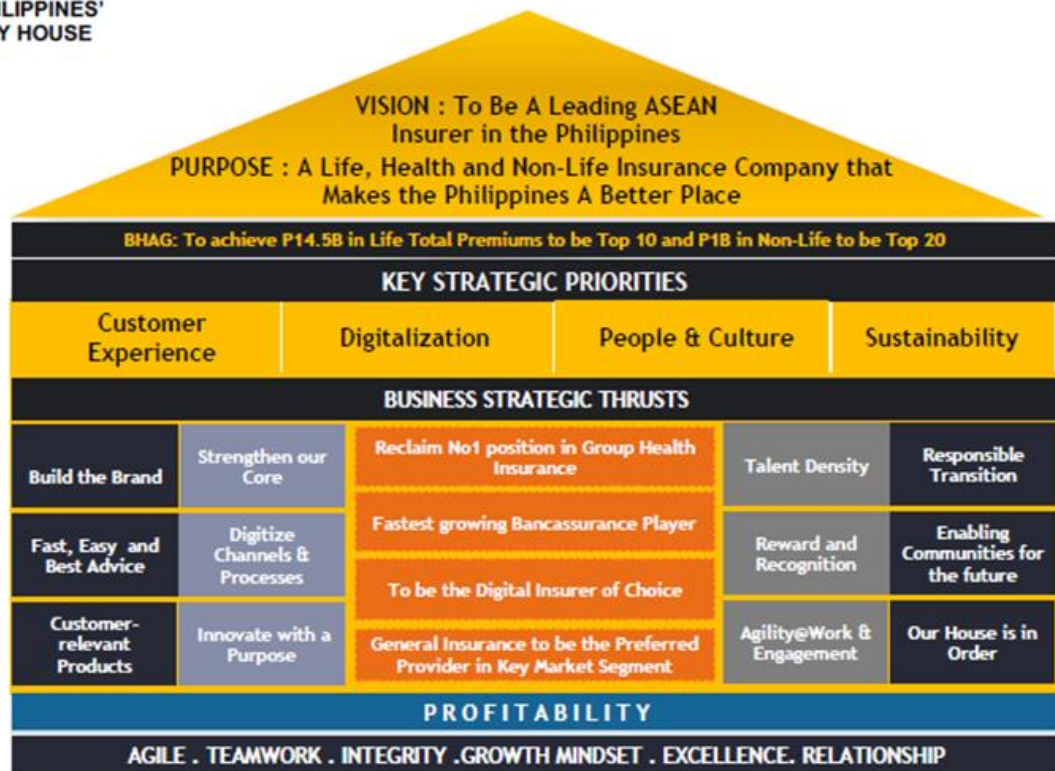 VISION : To Be A Leading ASEAN
Insurer in the Philippines
PURPOSE : A Life, Health and Non-Life Insurance Company that
Makes the Philippines A Better Place
BHAG: To achieve P14.5B in Life Total Premiums to be Top 10 and P1B in Non-Life to be Top 20
KEY STRATEGIC PRIORITIES
Customer
Experience
Digitalization
People & Culture
Sustainability
BUSINESS STRATEGIC THRUSTS
Build the Brand
Fast, Easy and
Best Advice
Customer-
relevant
Products
Strengthen our
Core
Digitize
Channels &
Processes
Innovate with a
Purpose
Reclaim No1 position in Group Health
Insurance
Fastest growing Bancassurance Player
To be the Digital Insurer of Choice
General Insurance to be the Preferred
Provider in Key Market Segment
Talent Density
Reward and
Recognition
Agility@Work &
Engagement
Responsible
Transition
Enabling
Communities for
the future
Our House is in
Order
PROFITABILITY
AGILE . TEAMWORK . INTEGRITY .GROWTH MINDSET . EXCELLENCE. RELATIONSHIP
HOUSE